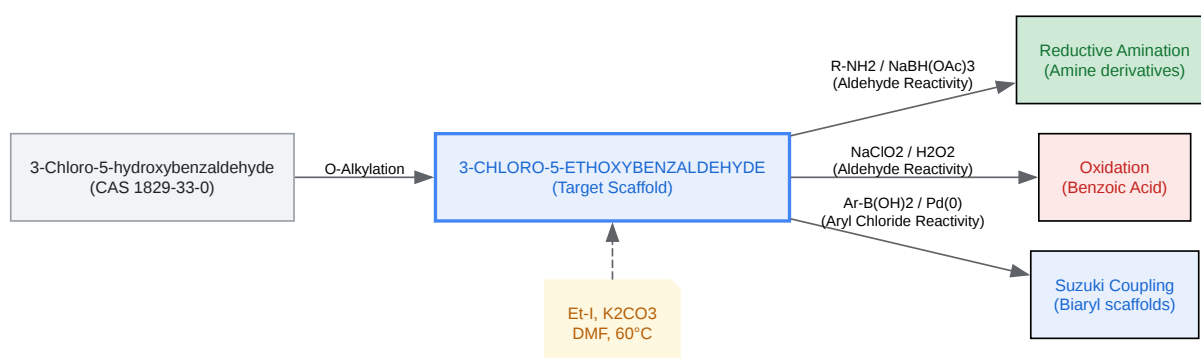 3-Chloro-5-hydroxybenzaldehyde
(CAS 1829-33-0)
O-Alkylation
3-CHLORO-5-ETHOXYBENZALDEHYDE
(Target Scaffold)
Et-I, K2CO3
DMF, 60°C
R-NH2 / NaBH(OAc)3
(Aldehyde Reactivity)
Reductive Amination
(Amine derivatives)
NaClO2 / H2O2
(Aldehyde Reactivity)
Oxidation
(Benzoic Acid)
Ar-B(OH)2 / Pd(0)
(Aryl Chloride Reactivity)
Suzuki Coupling
(Biaryl scaffolds)